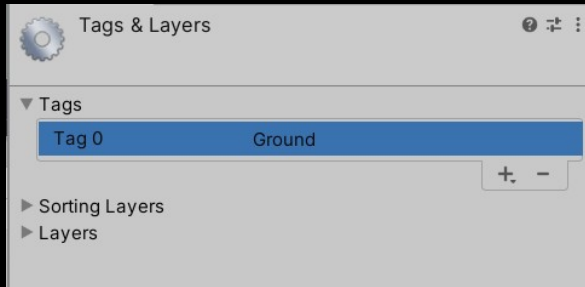 Tags & Layers
Tags
Tag 0 Ground
Sorting Layers
Layers